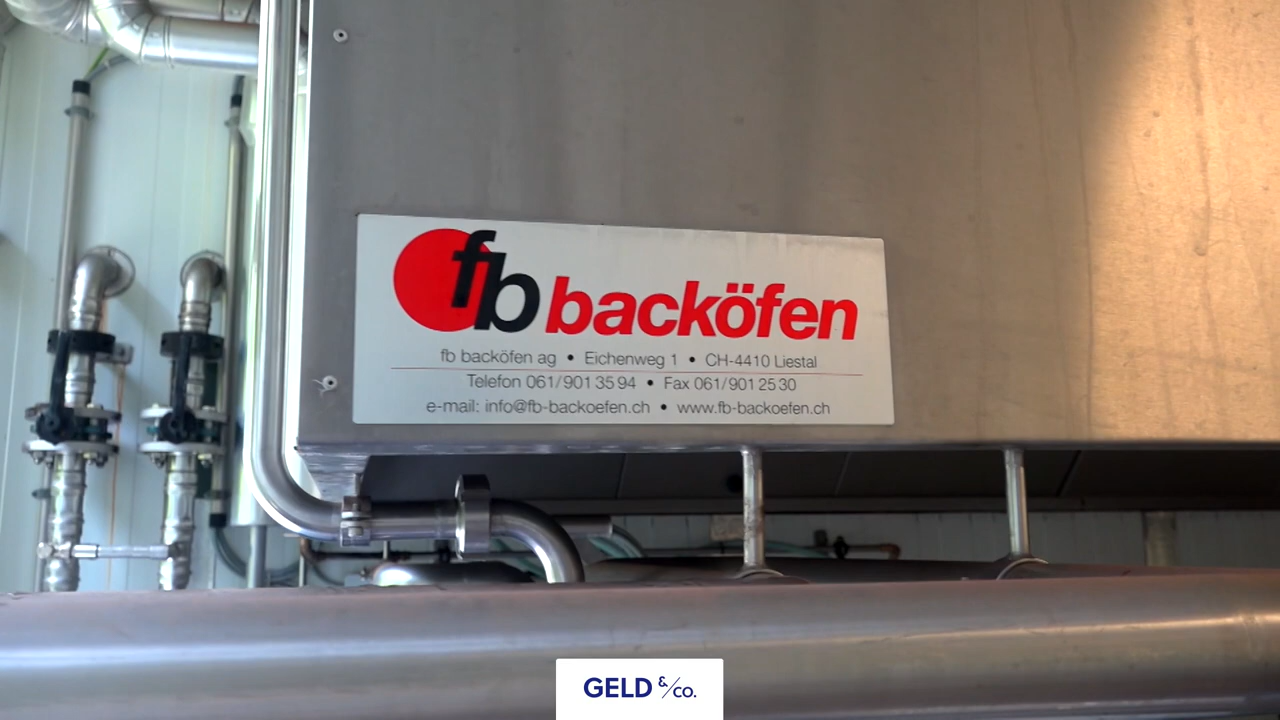 fb backöfen
fb backöfen ag • Eichenweg 1 • CH-4410 Liestal
Telefon 061/901 35 94 • Fax 061/901 25 30
e-mail: info@fb-backoefen.ch • www.fb-backoefen.ch
GELD &/co.